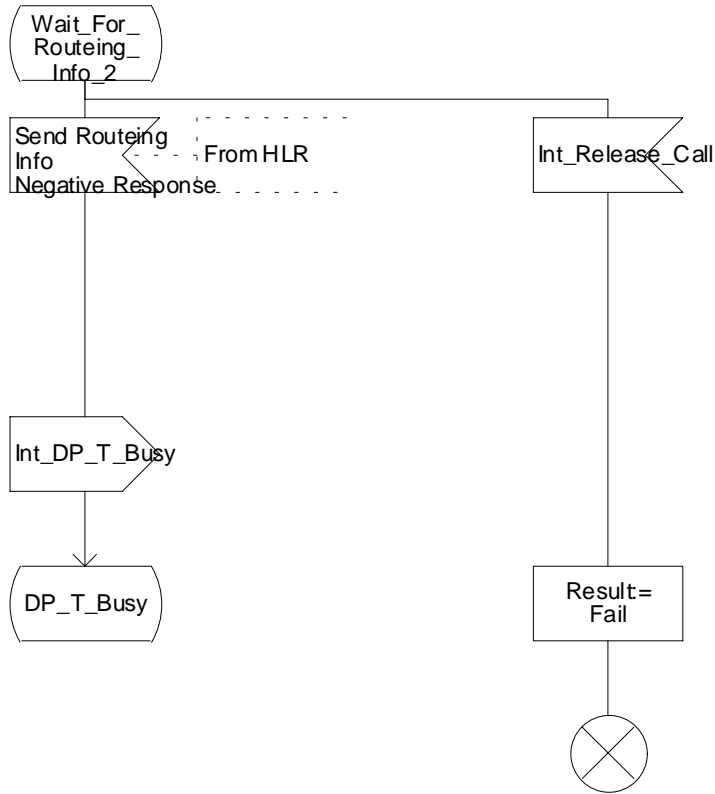 Wait_For_
Routeing_
Info_2
Send Routeing
Info
Negative Response
From HLR
Int_Release_Call
Int_DP_T_Busy
DP_T_Busy
Result:=
Fail